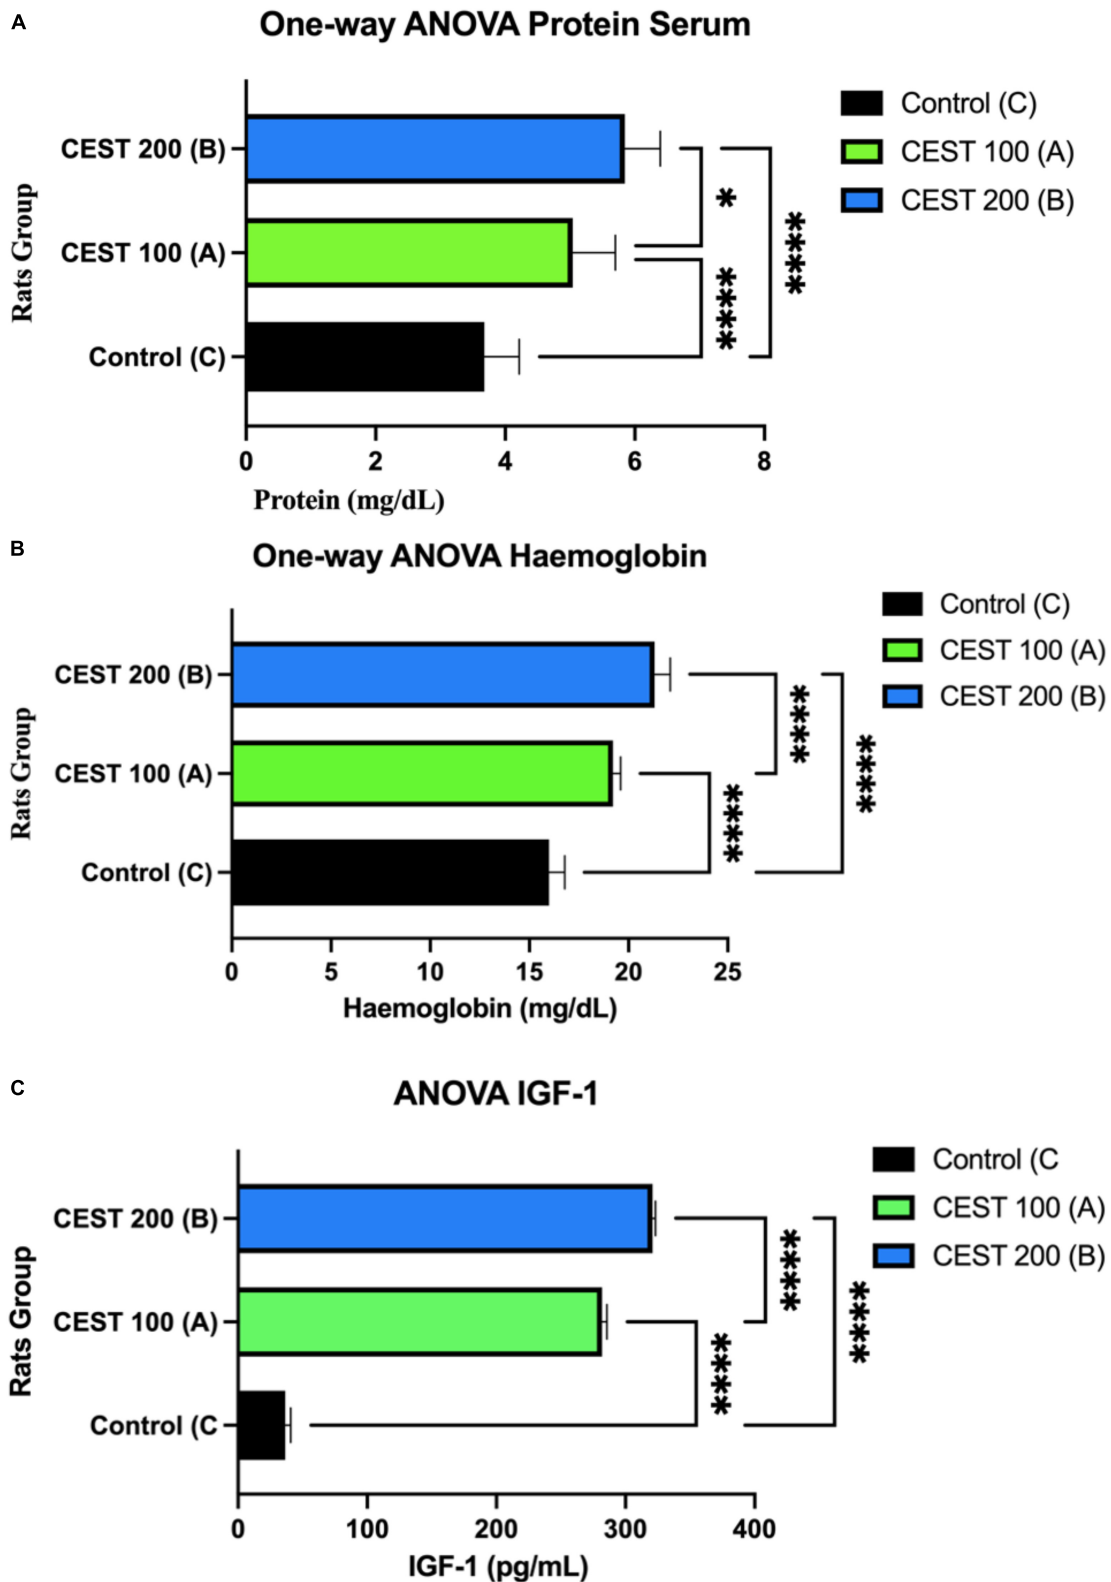 A
One-way ANOVA Protein Serum
Control (C)
CEST 100 (A)
CEST 200 (B)
Rats Group
CEST 200 (B)
CEST 100 (A)
Control (C)
*
****
****
0 2 4 6 8
Protein (mg/dL)
B
One-way ANOVA Haemoglobin
Control (C)
CEST 100 (A)
CEST 200 (B)
Rats Group
CEST 200 (B)
CEST 100 (A)
Control (C)
****
****
****
0 5 10 15 20 25
Haemoglobin (mg/dL)
C
ANOVA IGF-1
Control (C
CEST 100 (A)
CEST 200 (B)
Rats Group
CEST 200 (B)
CEST 100 (A)
Control (C
****
****
****
0 100 200 300 400
IGF-1 (pg/mL)